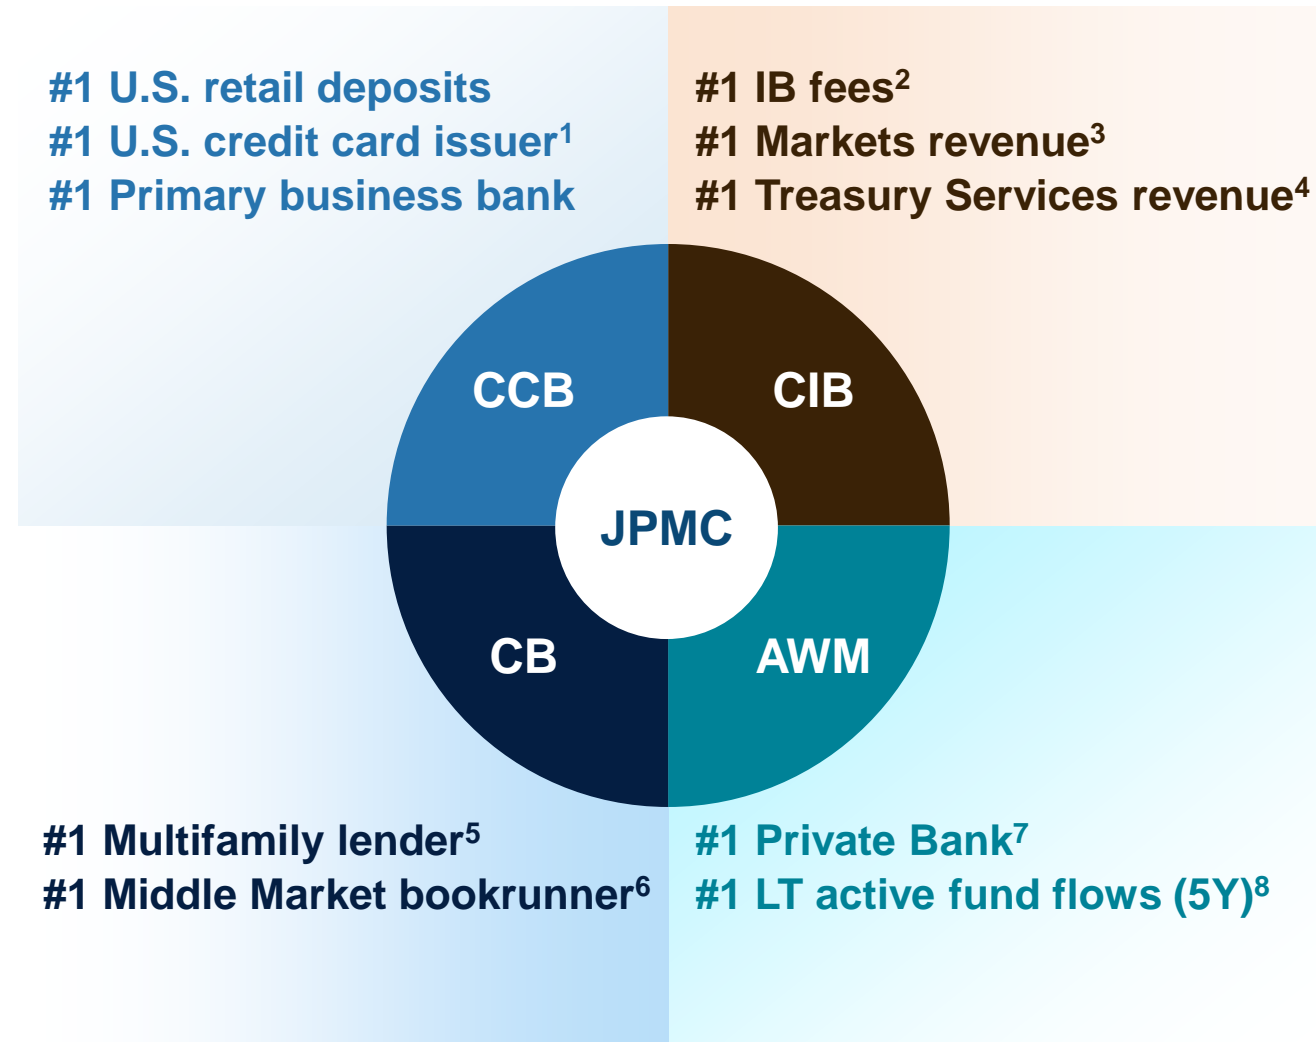 #1 U.S. retail deposits
#1 U.S. credit card issuer¹
#1 Primary business bank
#1 IB fees²
#1 Markets revenue³
#1 Treasury Services revenue⁴
CCB
CIB
JPMC
CB
AWM
#1 Multifamily lender⁵
#1 Middle Market bookrunner⁶
#1 Private Bank⁷
#1 LT active fund flows (5Y)⁸